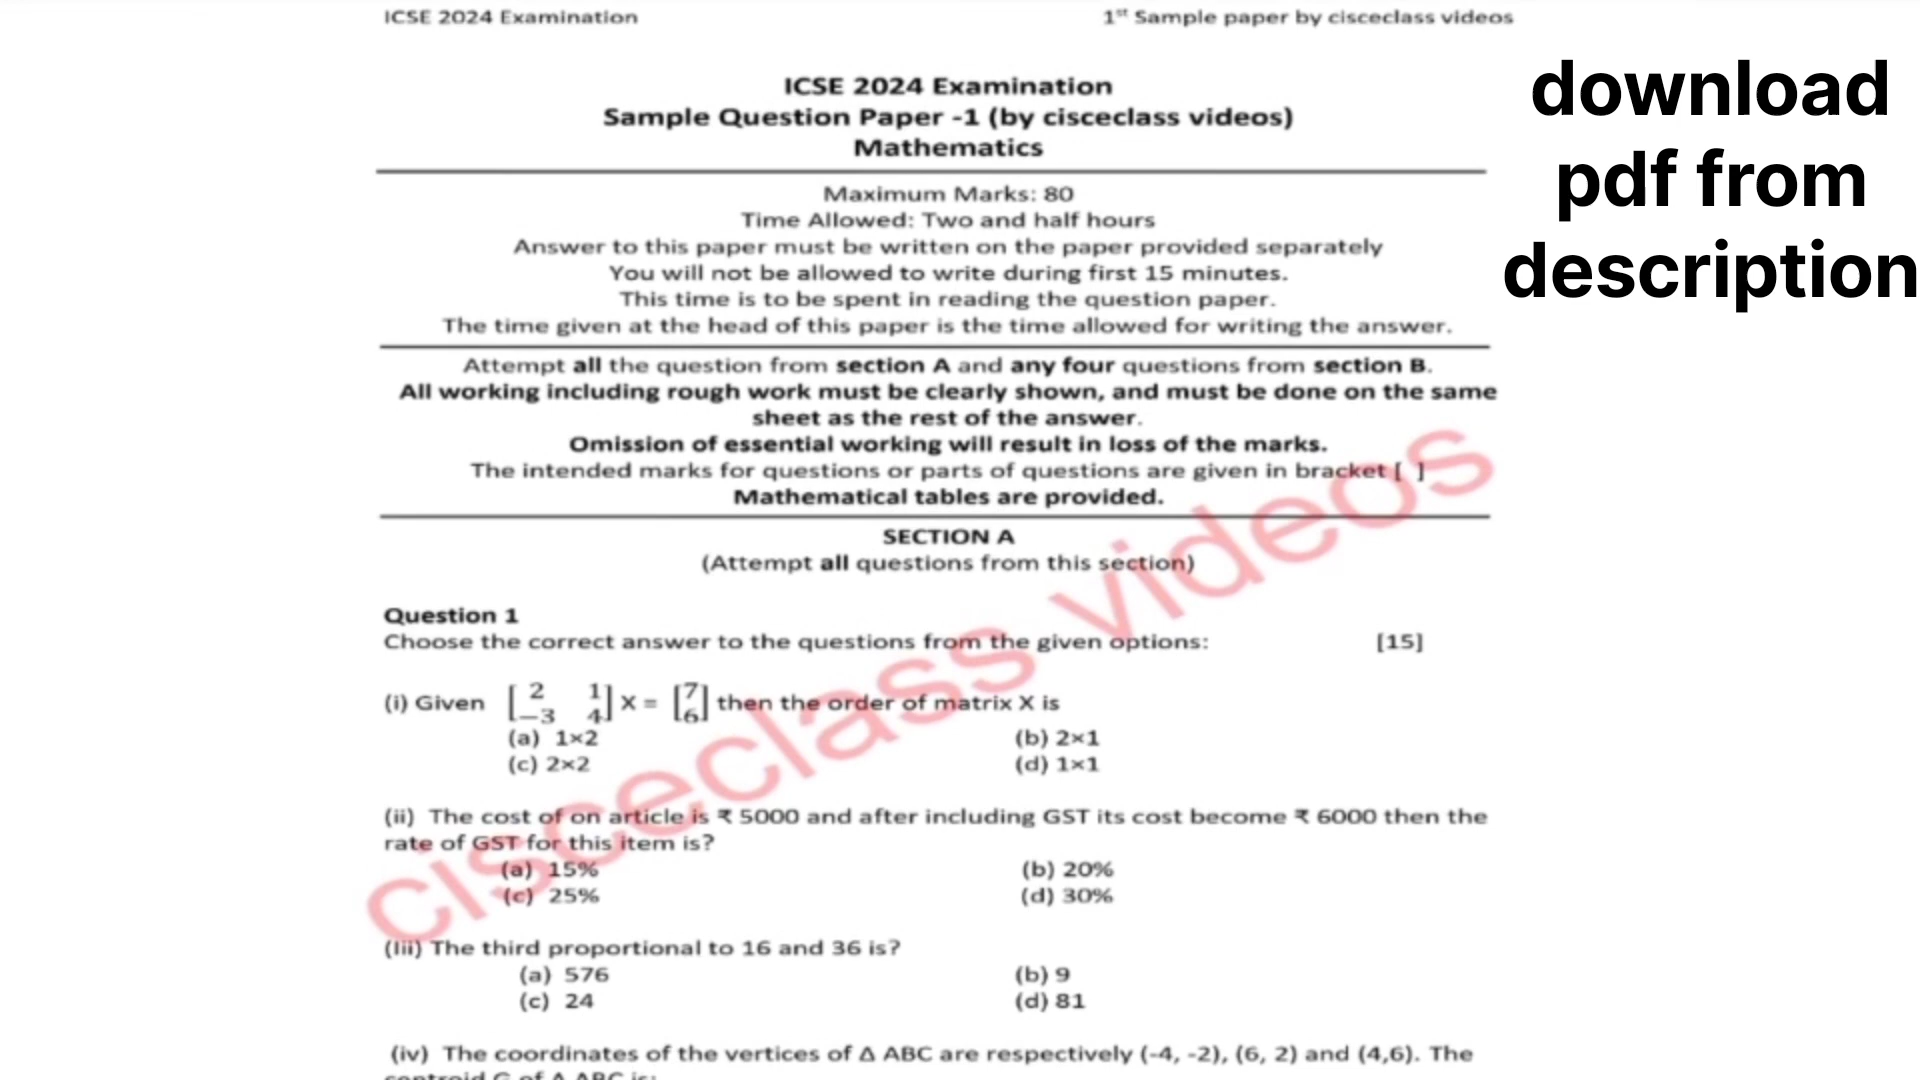 ICSE 2024 Examination 1st Sample paper by cisceclass videos
download
pdf from
description
ICSE 2024 Examination
Sample Question Paper -1 (by cisceclass videos)
Mathematics
Maximum Marks: 80
Time Allowed: Two and half hours
Answer to this paper must be written on the paper provided separately
You will not be allowed to write during first 15 minutes.
This time is to be spent in reading the question paper.
The time given at the head of this paper is the time allowed for writing the answer.
Attempt all the question from section A and any four questions from section B.
All working including rough work must be clearly shown, and must be done on the same
sheet as the rest of the answer.
Omission of essential working will result in loss of the marks.
The intended marks for questions or parts of questions are given in bracket [ ]
Mathematical tables are provided.
SECTION A
(Attempt all questions from this section)
Question 1
Choose the correct answer to the questions from the given options: [15]
(i) Given [2 1 -3 4] X = [7 6] then the order of matrix X is
(a) 1×2 (b) 2×1
(c) 2×2 (d) 1×1
(ii) The cost of on article is ₹ 5000 and after including GST its cost become ₹ 6000 then the
rate of GST for this item is?
(a) 15% (b) 20%
(c) 25% (d) 30%
(Iii) The third proportional to 16 and 36 is?
(a) 576 (b) 9
(c) 24 (d) 81
(iv) The coordinates of the vertices of Δ ABC are respectively (-4, -2), (6, 2) and (4,6). The
centroid G of Δ ABC is:
cisceclass videos